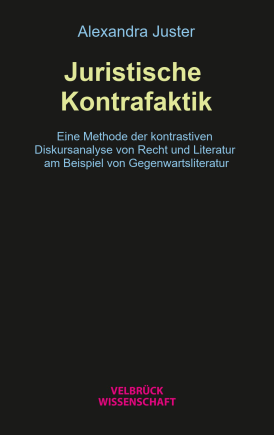 Alexandra Juster
Juristische
Kontrafaktik
Eine Methode der kontrastiven
Diskursanalyse von Recht und Literatur
am Beispiel von Gegenwartsliteratur
VELBRÜCK
WISSENSCHAFT